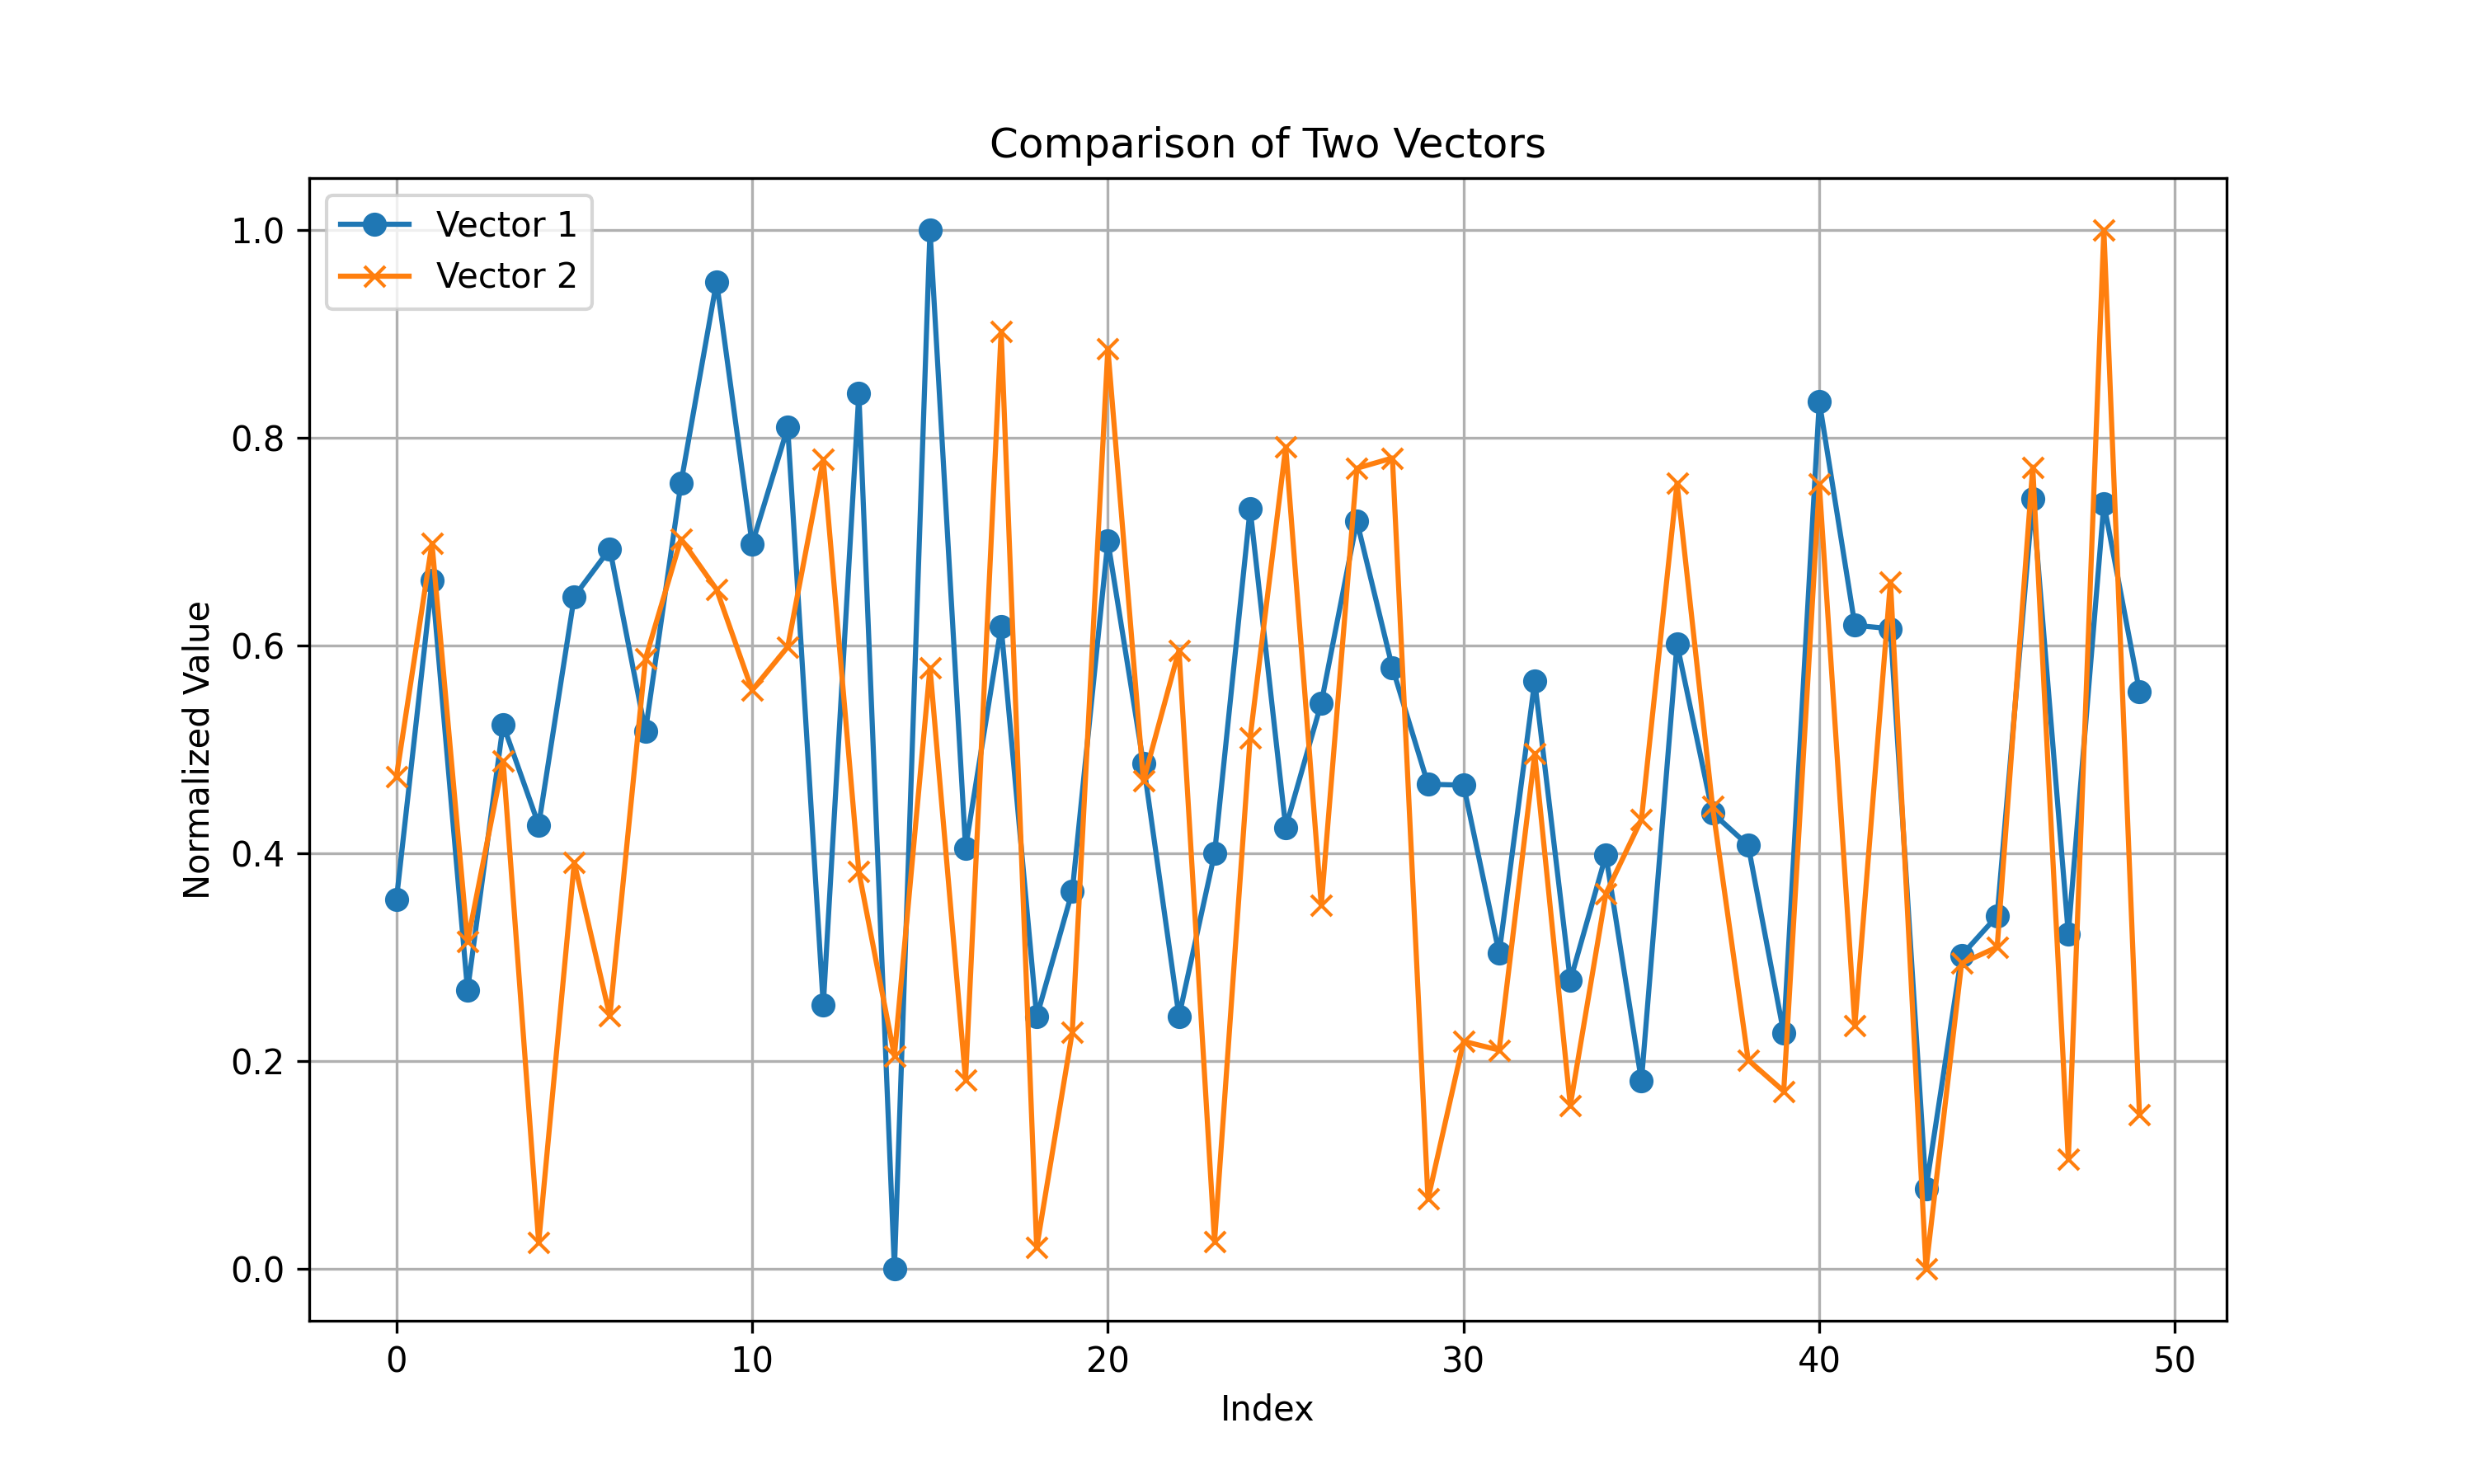 Comparison of Two Vectors
Vector 1
Vector 2
Normalized Value
1.0
0.8
0.6
0.4
0.2
0.0
0 10 20 30 40 50
Index